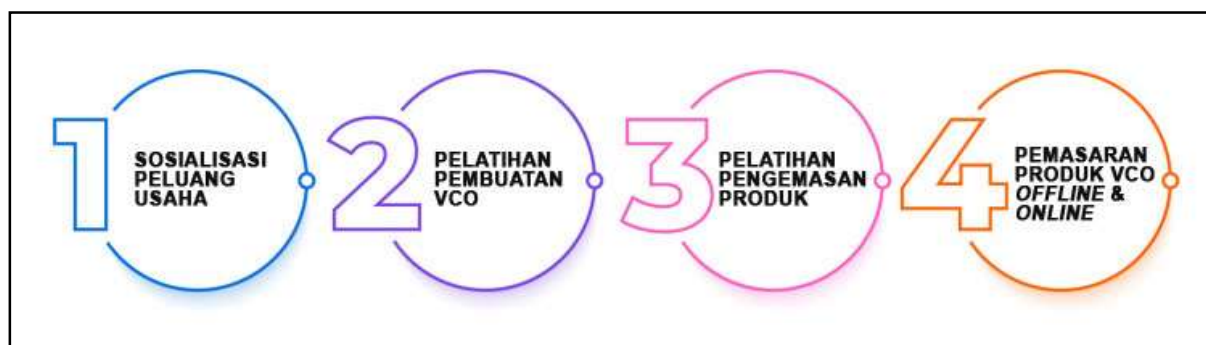 1
SOSIALISASI
PELUANG
USAHA
2
PELATIHAN
PEMBUATAN
VCO
3
PELATIHAN
PENGEMASAN
PRODUK
4
PEMASARAN
PRODUK VCO
OFFLINE &
ONLINE